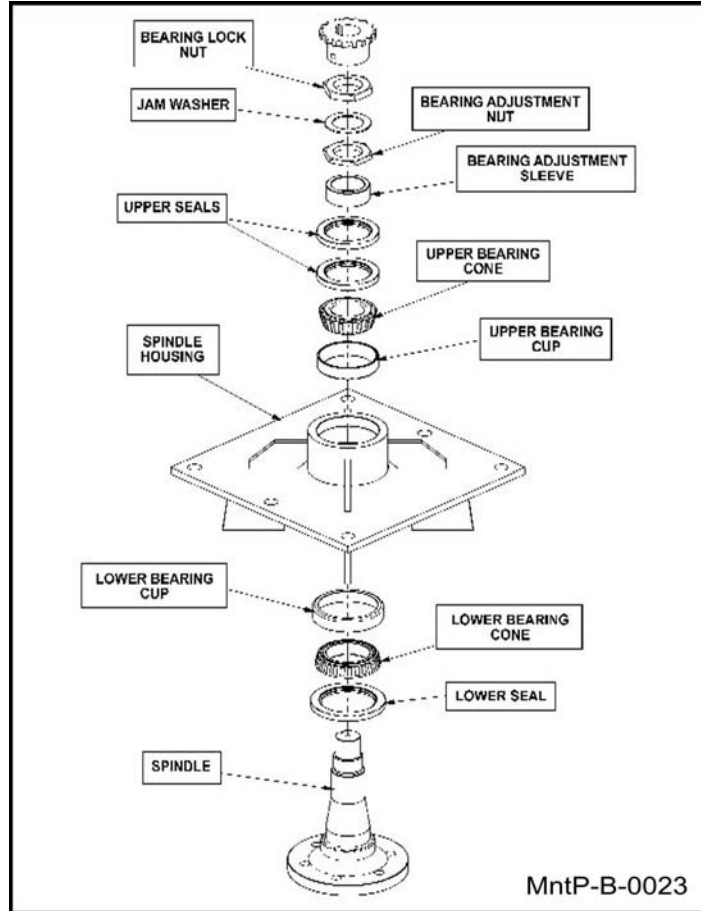 BEARING LOCK
NUT
JAM WASHER
BEARING ADJUSTMENT
NUT
BEARING ADJUSTMENT
SLEEVE
UPPER SEALS
UPPER BEARING
CONE
UPPER BEARING
CUP
SPINDLE
HOUSING
LOWER BEARING
CUP
LOWER BEARING
CONE
LOWER SEAL
SPINDLE
MntP-B-0023